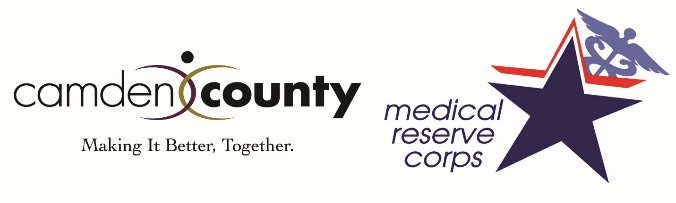 camden county
Making It Better, Together.
medical
reserve
corps